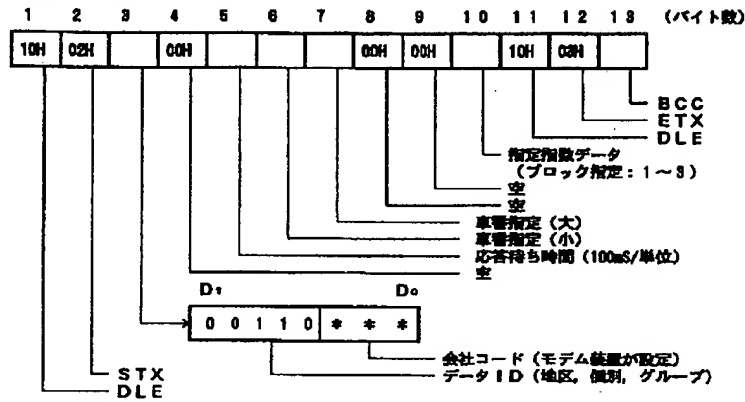 1 2 3 4 5 6 7 8 9 10 11 12 13 (バイト数)
10H 02H 00H 00H 00H 10H 03H
BCC
ETX
DLE
指定指数データ
(ブロック指定:1~3)
空
空
車番指定(大)
車番指定(小)
応答待ち時間(100mS/単位)
空
D₇ D₀
0 0 1 1 0 * * *
会社コード(モデム装置が設定)
データID(地区,個別,グループ)
STX
DLE